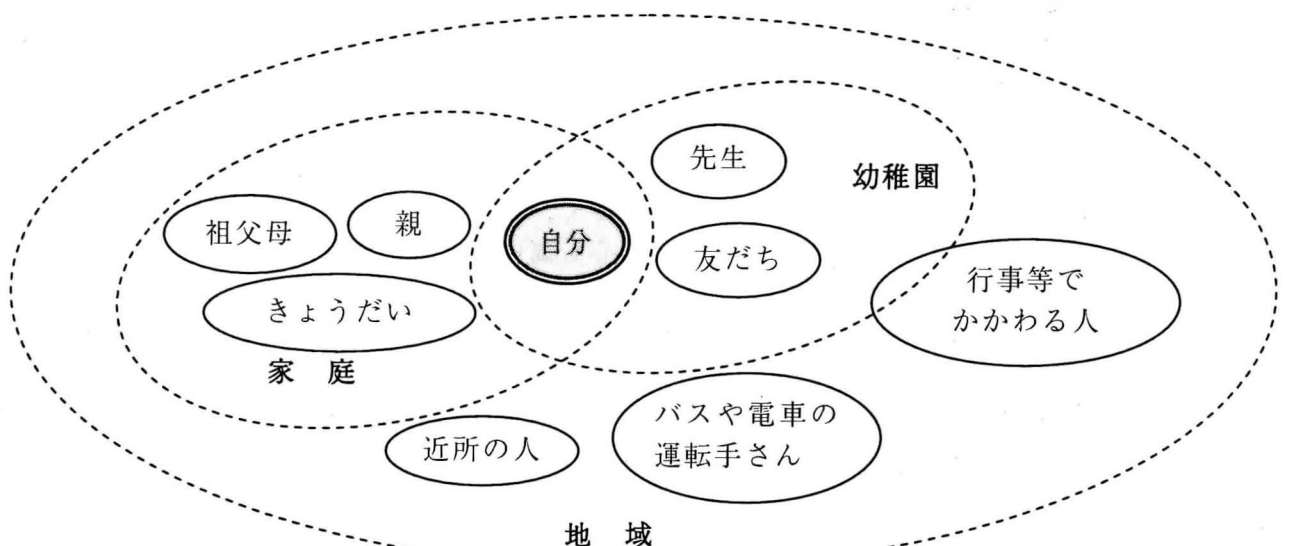 先生
幼稚園
祖父母
親
自分
友だち
きょうだい
行事等で
かかわる人
家 庭
バスや電車の
運転手さん
近所の人
地 域